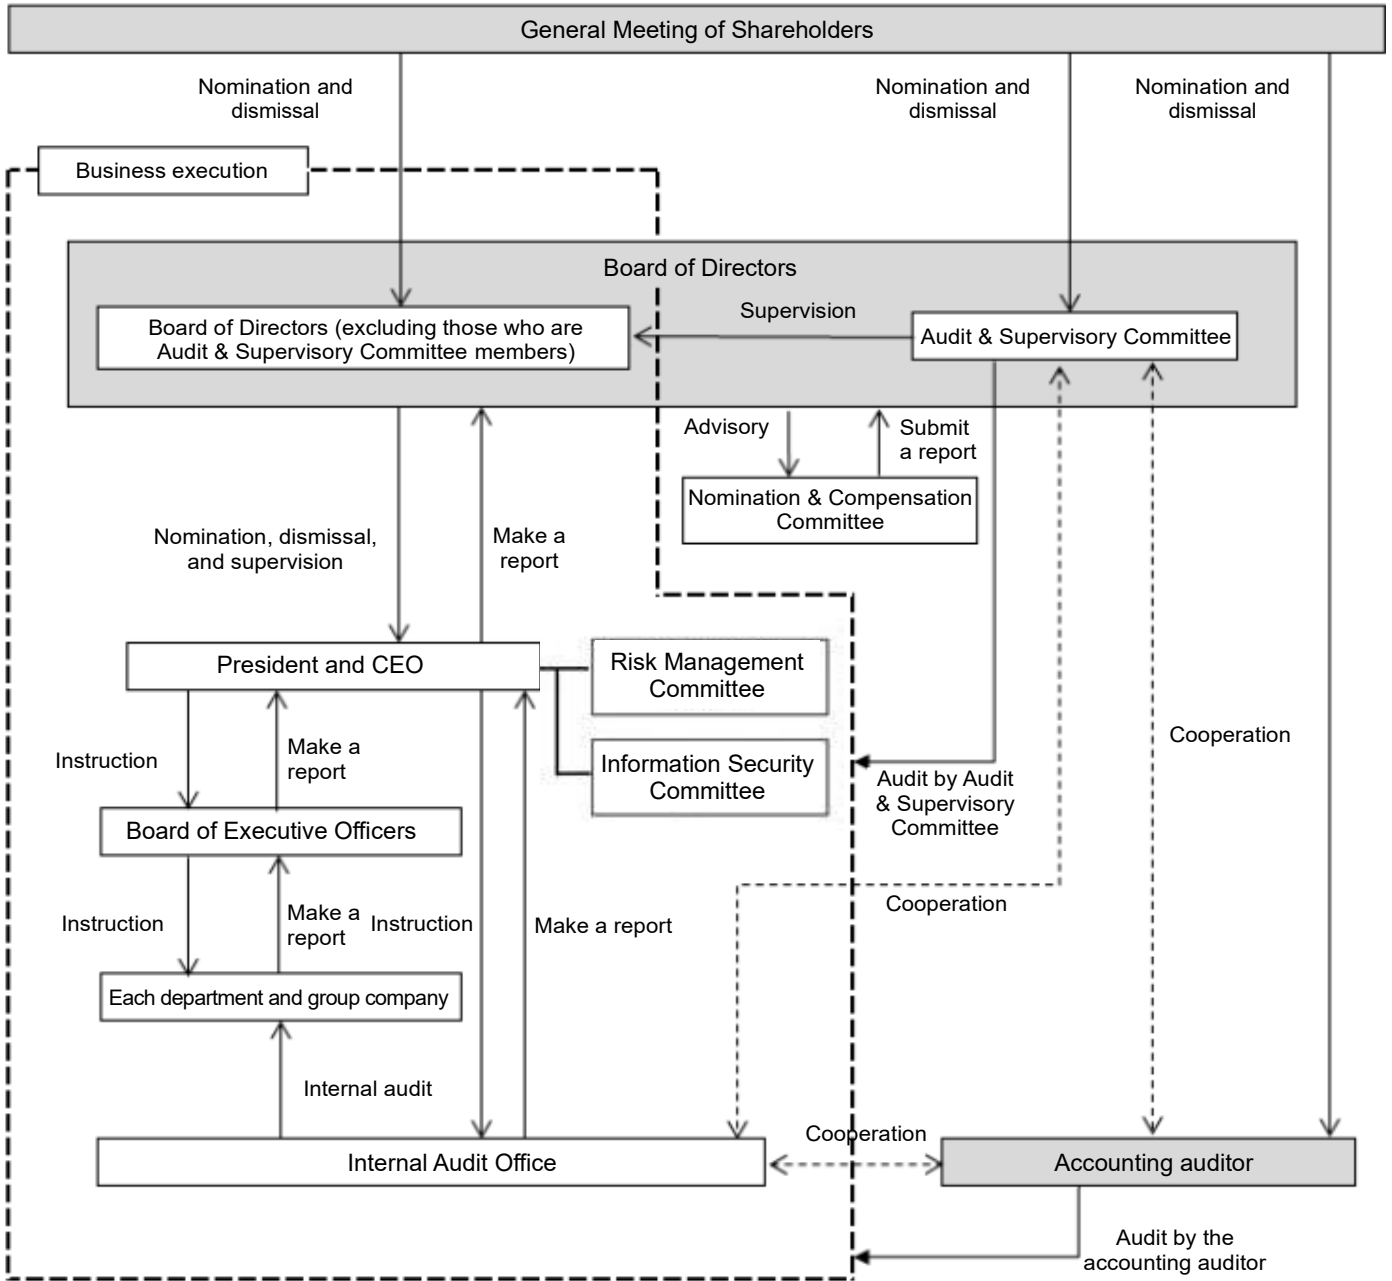 General Meeting of Shareholders
Nomination and
dismissal
Nomination and
dismissal
Nomination and
dismissal
Business execution
Board of Directors
Board of Directors (excluding those who are
Audit & Supervisory Committee members)
Supervision
Audit & Supervisory Committee
Advisory
Submit
a report
Nomination & Compensation
Committee
Nomination, dismissal,
and supervision
Make a
report
President and CEO
Risk Management
Committee
Information Security
Committee
Instruction
Make a
report
Cooperation
Audit by Audit
& Supervisory
Committee
Board of Executive Officers
Instruction
Make a
report
Instruction
Make a report
Cooperation
Each department and group company
Internal audit
Internal Audit Office
Cooperation
Accounting auditor
Audit by the
accounting auditor